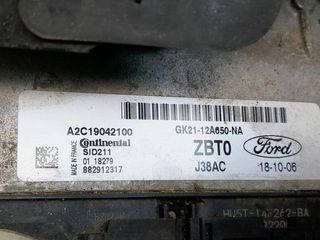 A2C19042100
GK21-12A650-NA
MADE IN FRANCE
Continental
SID211
01 18279
882912317
ZBT0
J38AC
Ford
18-10-06